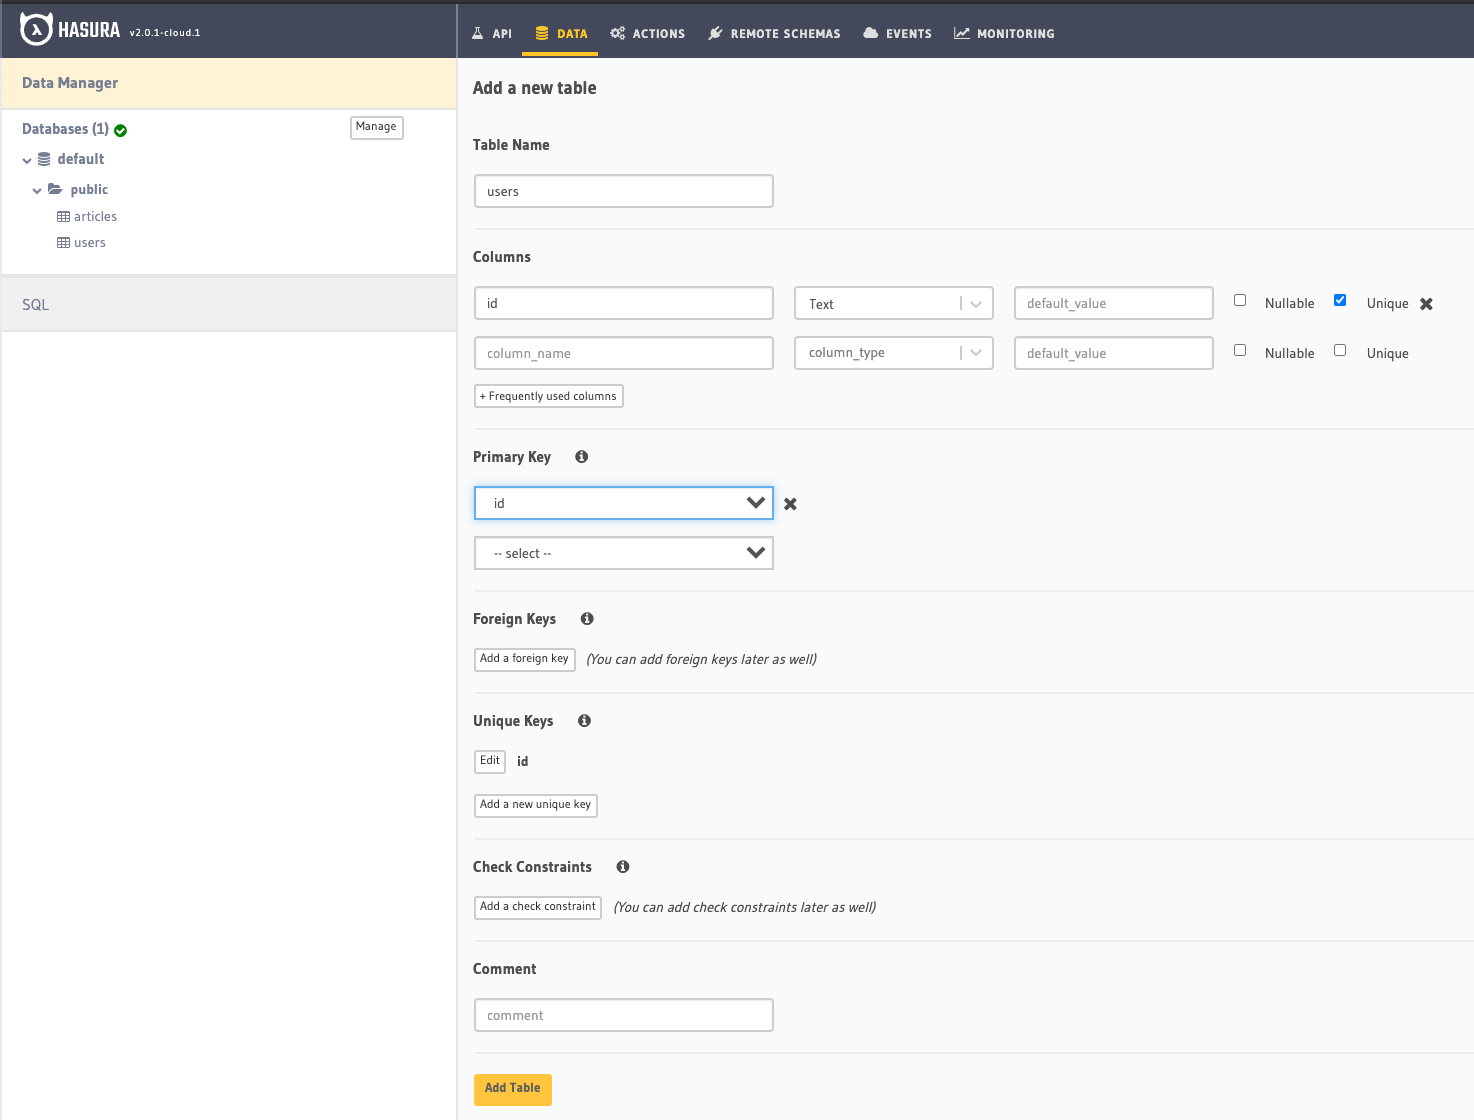 HASURA v2.0.1-cloud.1
API DATA ACTIONS REMOTE SCHEMAS EVENTS MONITORING
Data Manager
Databases (1) Manage
default
public
articles
users
SQL
Add a new table
Table Name
users
Columns
id Text default_value Nullable Unique
column_name column_type default_value Nullable Unique
+ Frequently used columns
Primary Key
id
-- select --
Foreign Keys
Add a foreign key (You can add foreign keys later as well)
Unique Keys
Edit id
Add a new unique key
Check Constraints
Add a check constraint (You can add check constraints later as well)
Comment
comment
Add Table